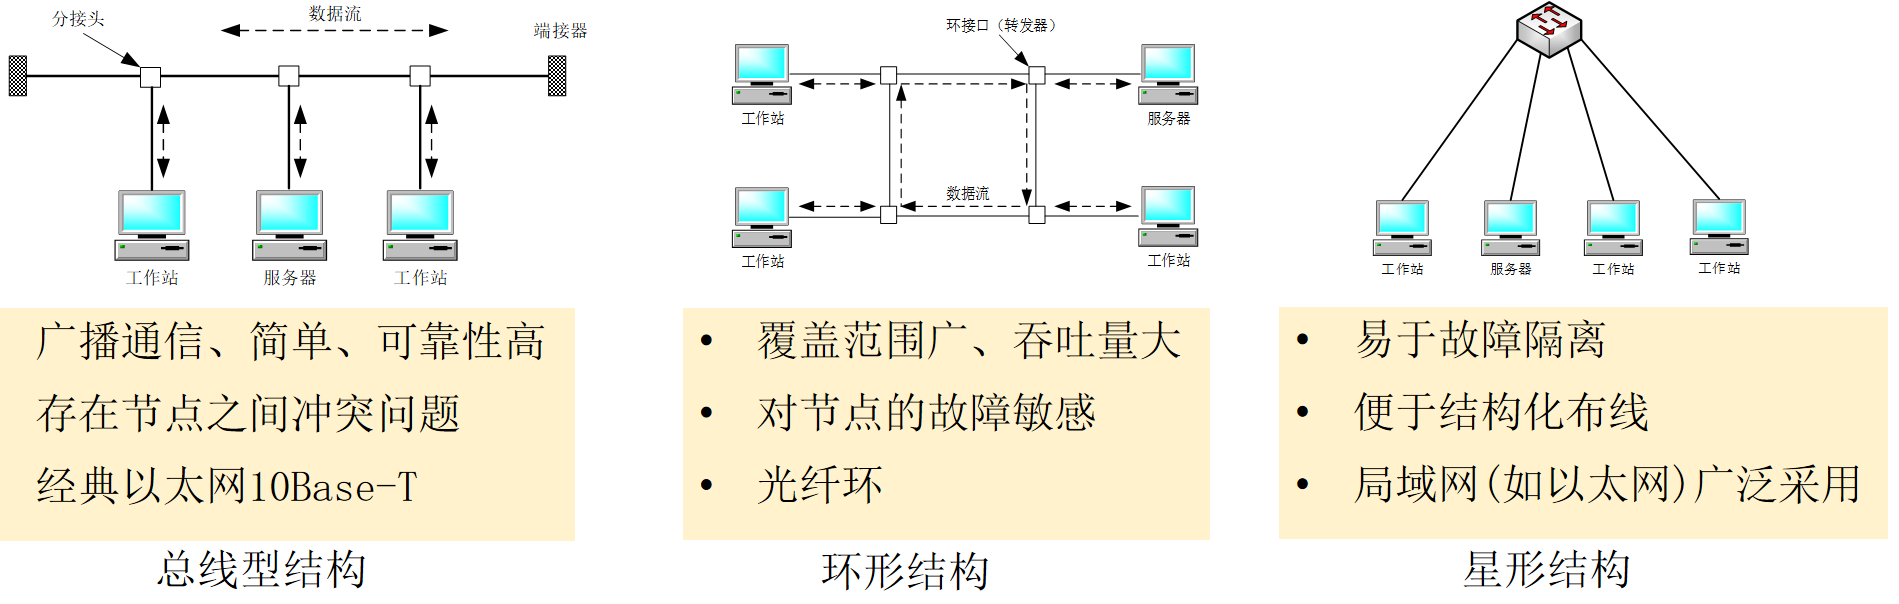 分接头
数据流
端接器
工作站
服务器
工作站
广播通信、简单、可靠性高
存在节点之间冲突问题
经典以太网10Base-T
总线型结构
环接口（转发器）
工作站
服务器
数据流
工作站
工作站
• 覆盖范围广、吞吐量大
• 对节点的故障敏感
• 光纤环
环形结构
工作站
服务器
工作站
工作站
• 易于故障隔离
• 便于结构化布线
• 局域网(如以太网)广泛采用
星形结构